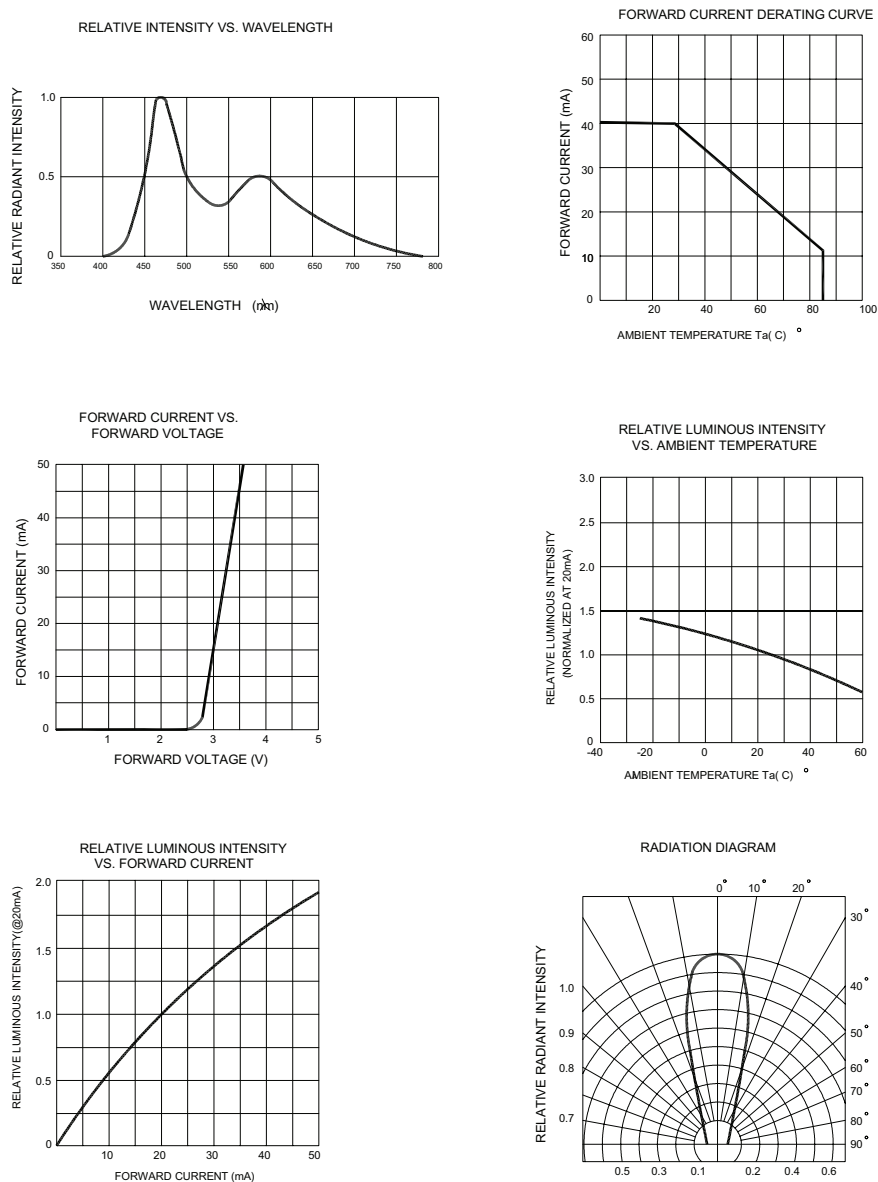 RELATIVE INTENSITY VS. WAVELENGTH
RELATIVE RADIANT INTENSITY
1.0
0.5
0
350 400 450 500 550 600 650 700 750 800
WAVELENGTH (nm)
FORWARD CURRENT DERATING CURVE
FORWARD CURRENT (mA)
60
50
40
30
20
10
0
20 40 60 80 100
AMBIENT TEMPERATURE Ta( C) °
FORWARD CURRENT VS.
FORWARD VOLTAGE
FORWARD CURRENT (mA)
50
40
30
20
10
0
1 2 3 4 5
FORWARD VOLTAGE (V)
RELATIVE LUMINOUS INTENSITY
VS. AMBIENT TEMPERATURE
RELATIVE LUMINOUS INTENSITY
(NORMALIZED AT 20mA)
3.0
2.5
2.0
1.5
1.0
0.5
0
-40 -20 0 20 40 60
AMBIENT TEMPERATURE Ta( C) °
RELATIVE LUMINOUS INTENSITY
VS. FORWARD CURRENT
RELATIVE LUMINOUS INTENSITY(@20mA)
2.0
1.5
1.0
0.5
0
10 20 30 40 50
FORWARD CURRENT (mA)
RADIATION DIAGRAM
0° 10° 20°
30°
40°
50°
60°
70°
80°
90°
RELATIVE RADIANT INTENSITY
1.0
0.9
0.8
0.7
0.5 0.3 0.1 0.2 0.4 0.6